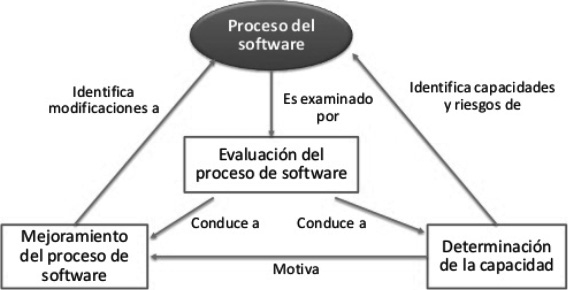 Proceso del
software
Identifica
modificaciones a
Es examinado
por
Identifica capacidades
y riesgos de
Evaluación del
proceso de software
Conduce a
Conduce a
Mejoramiento
del proceso de
software
Motiva
Determinación
de la capacidad